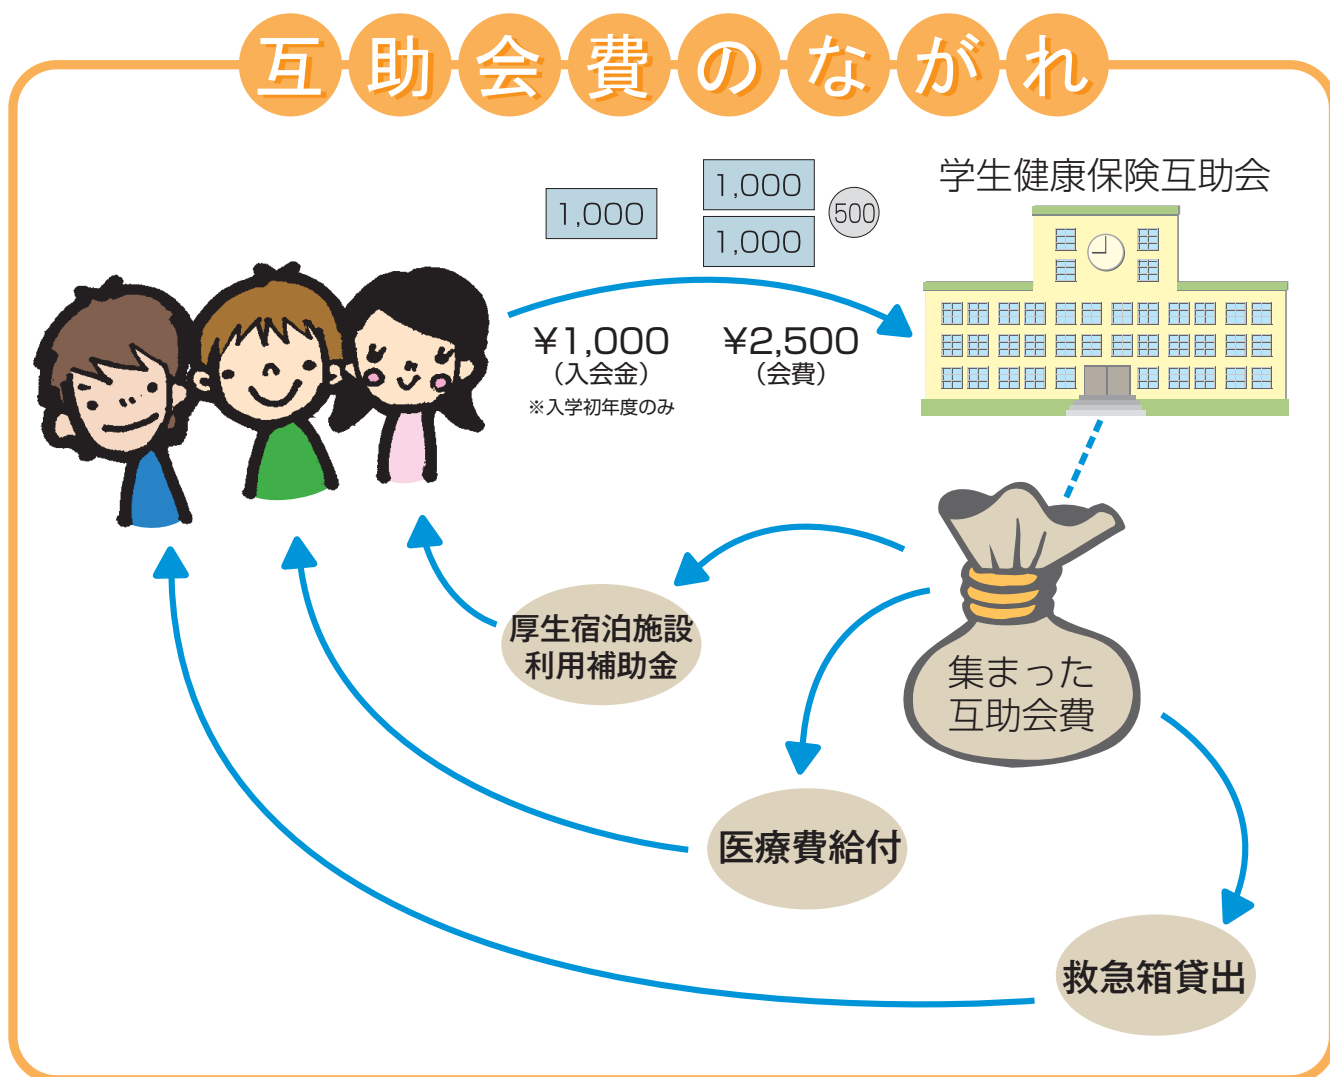 互助会費のながれ
学生健康保険互助会
1,000
1,000
1,000
500
¥1,000
（入会金）
※入学初年度のみ
¥2,500
（会費）
厚生宿泊施設
利用補助金
集まった
互助会費
医療費給付
救急箱貸出